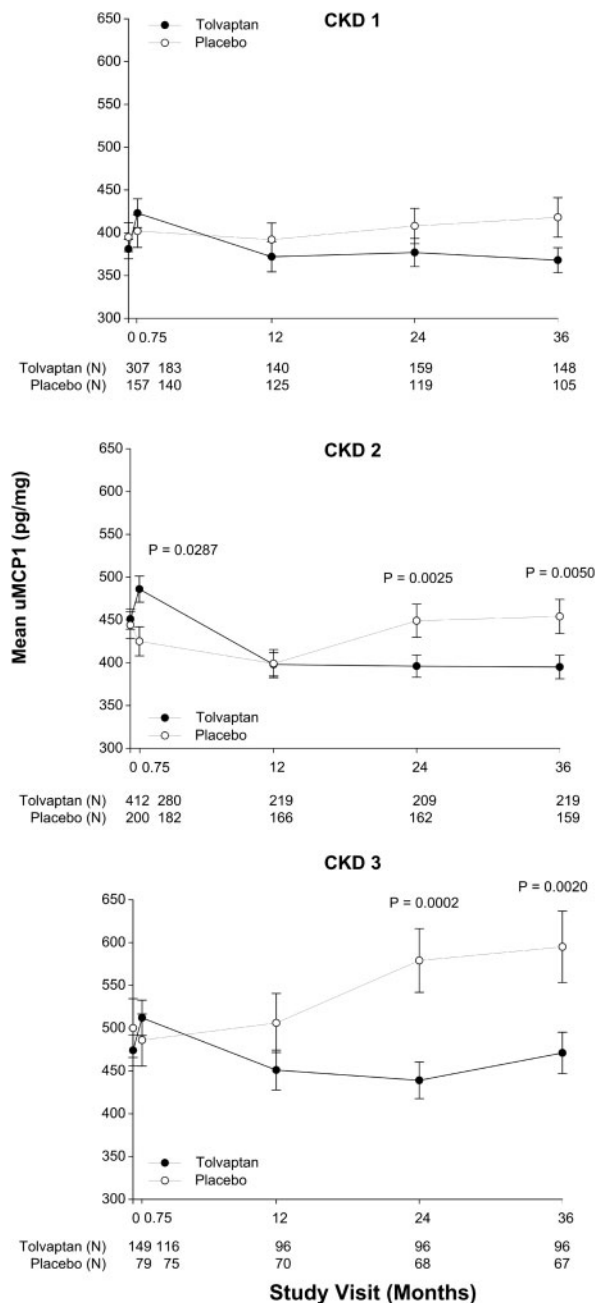 CKD 1
Tolvaptan
Placebo
650
600
550
500
450
400
350
300
0 0.75 12 24 36
Tolvaptan (N) 307 183 140 159 148
Placebo (N) 157 140 125 119 105
Mean uMCP1 (pg/mg)
CKD 2
650
600
550
500
450
400
350
300
P = 0.0287
P = 0.0025
P = 0.0050
Tolvaptan
Placebo
0 0.75 12 24 36
Tolvaptan (N) 412 280 219 209 219
Placebo (N) 200 182 166 162 159
CKD 3
650
600
550
500
450
400
350
300
P = 0.0002
P = 0.0020
Tolvaptan
Placebo
0 0.75 12 24 36
Tolvaptan (N) 149 116 96 96 96
Placebo (N) 79 75 70 68 67
Study Visit (Months)